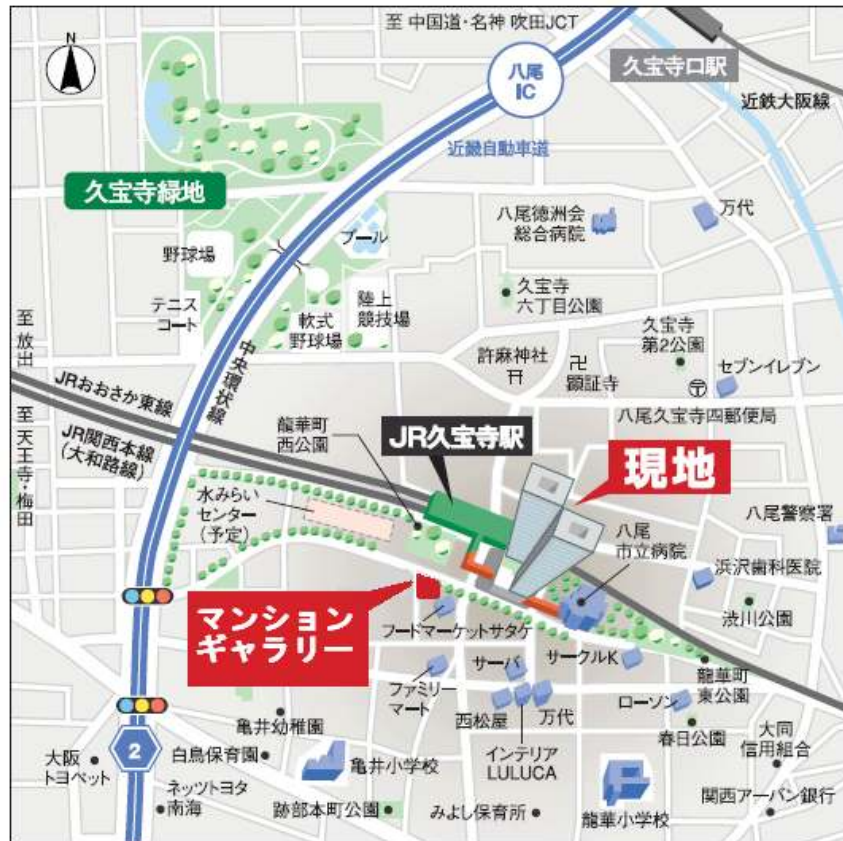 N
至 中国道・名神 吹田JCT
八尾
IC
久宝寺口駅
近鉄大阪線
近畿自動車道
久宝寺緑地
八尾徳洲会
総合病院
万代
プール
野球場
久宝寺
六丁目公園
テニス
コート
軟式
野球場
陸上
競技場
至 放出
中央環状線
久宝寺
第2公園
許麻神社
卍
顕証寺
セブンイレブン
〒
八尾久宝寺四郵便局
JRおおさか東線
JR関西本線
(大和路線)
至 天王寺・梅田
龍華町
西公園
JR久宝寺駅
現地
水みらい
センター
(予定)
八尾
市立病院
八尾警察署
浜沢歯科医院
渋川公園
マンション
ギャラリー
フードマーケットサタケ
サーバ
サークルK
ファミリー
マート
龍華町
東公園
西松屋
万代
ローソン
春日公園
インテリア
LULUCA
大同
信用組合
亀井幼稚園
2
大阪
トヨペット
白鳥保育園
亀井小学校
ネッツトヨタ
南海
跡部本町公園
みよし保育所
龍華小学校
関西アーバン銀行